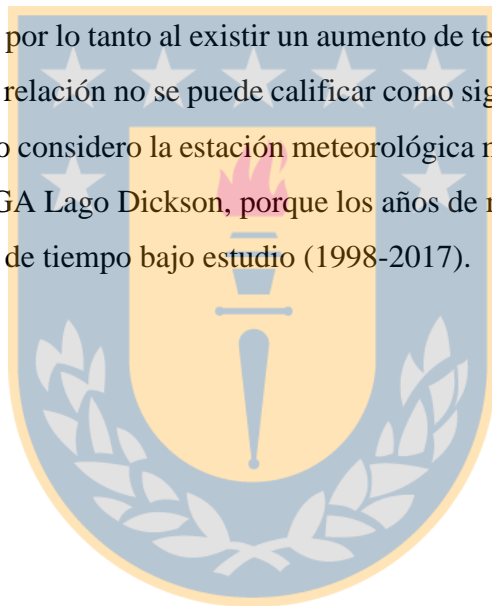 por lo tanto al existir un aumento de te
relación no se puede calificar como sig
o considero la estación meteorológica
GA Lago Dickson, porque los años de
de tiempo bajo estudio (1998-2017).